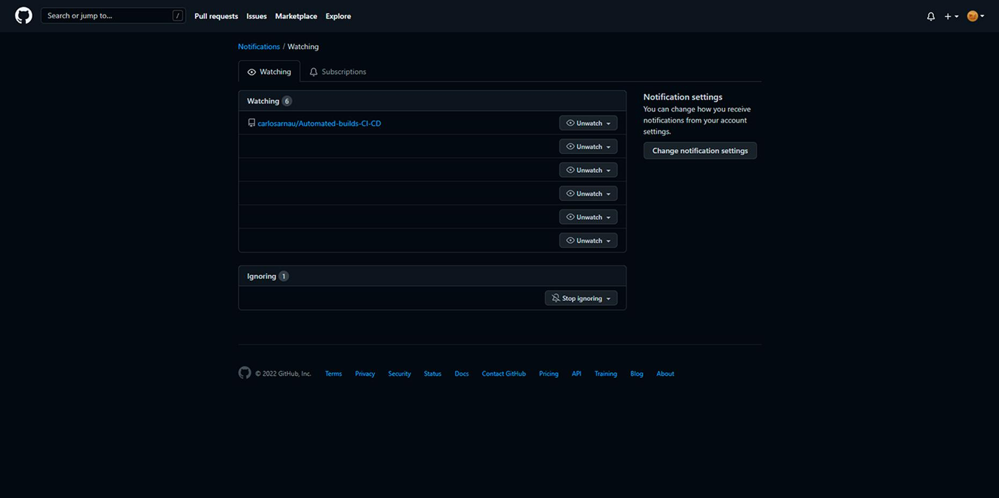 Search or jump to... /
Pull requests Issues Marketplace Explore
Notifications / Watching
Watching Subscriptions
Watching 6
carlosarnau/Automated-builds-CI-CD Unwatch
Unwatch
Unwatch
Unwatch
Unwatch
Unwatch
Ignoring 1
Stop ignoring
Notification settings
You can change how you receive
notifications from your account
settings.
Change notification settings
© 2022 GitHub, Inc. Terms Privacy Security Status Docs Contact GitHub Pricing API Training Blog About